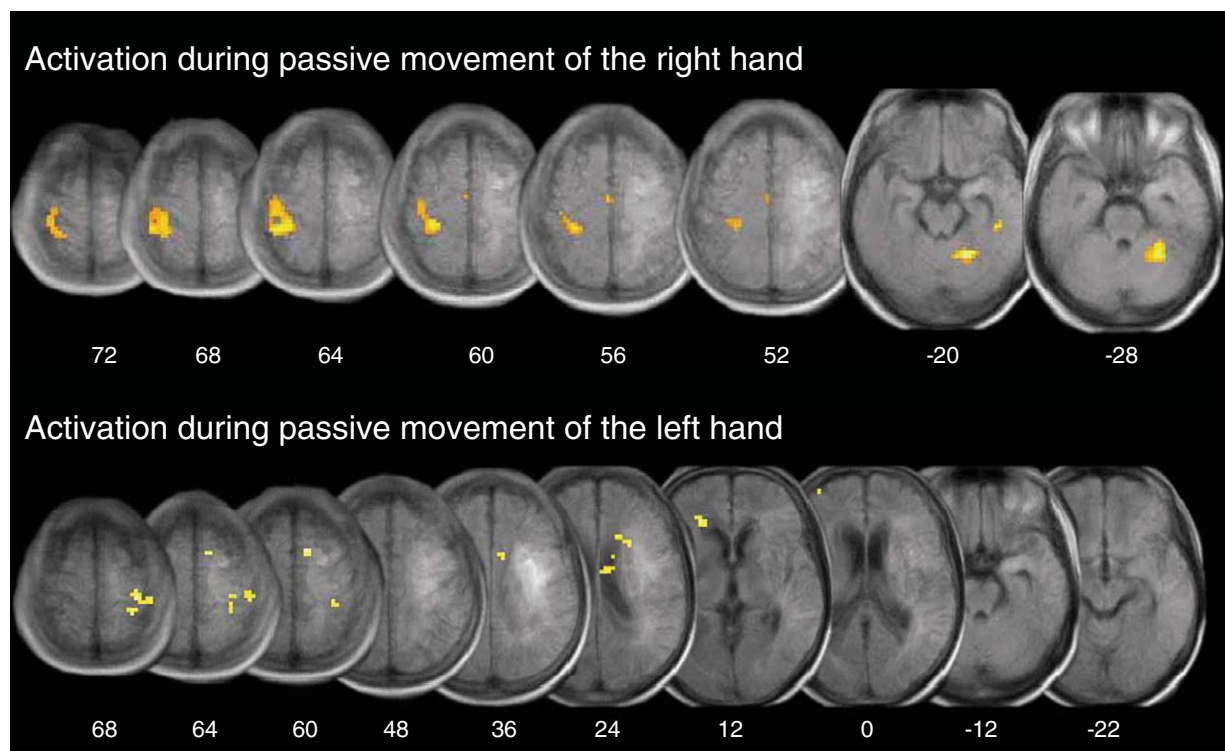 Activation during passive movement of the right hand
72 68 64 60 56 52 -20 -28
Activation during passive movement of the left hand
68 64 60 48 36 24 12 0 -12 -22